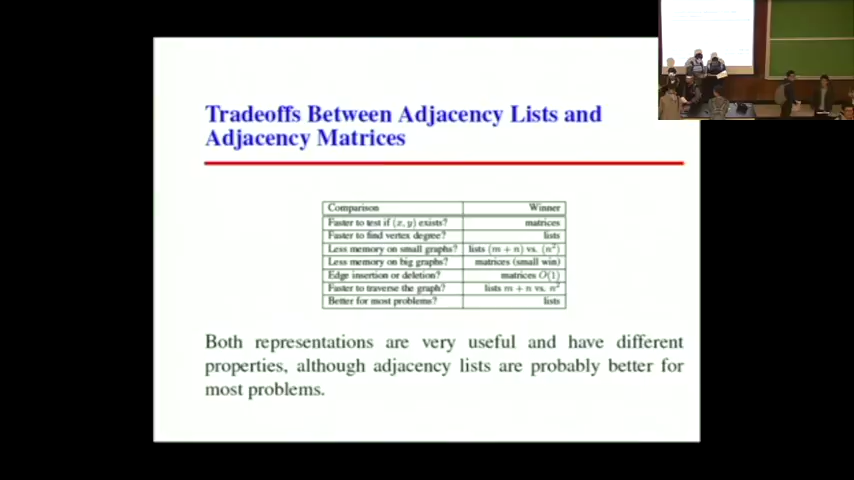 Tradeoffs Between Adjacency Lists and
Adjacency Matrices
Comparison Winner
Faster to test if (x, y) exists? matrices
Faster to find vertex degree? lists
Less memory on small graphs? lists (m + n) vs. (n²)
Less memory on big graphs? matrices (small win)
Edge insertion or deletion? matrices O(1)
Faster to traverse the graph? lists m + n vs. n²
Better for most problems? lists
Both representations are very useful and have different
properties, although adjacency lists are probably better for
most problems.